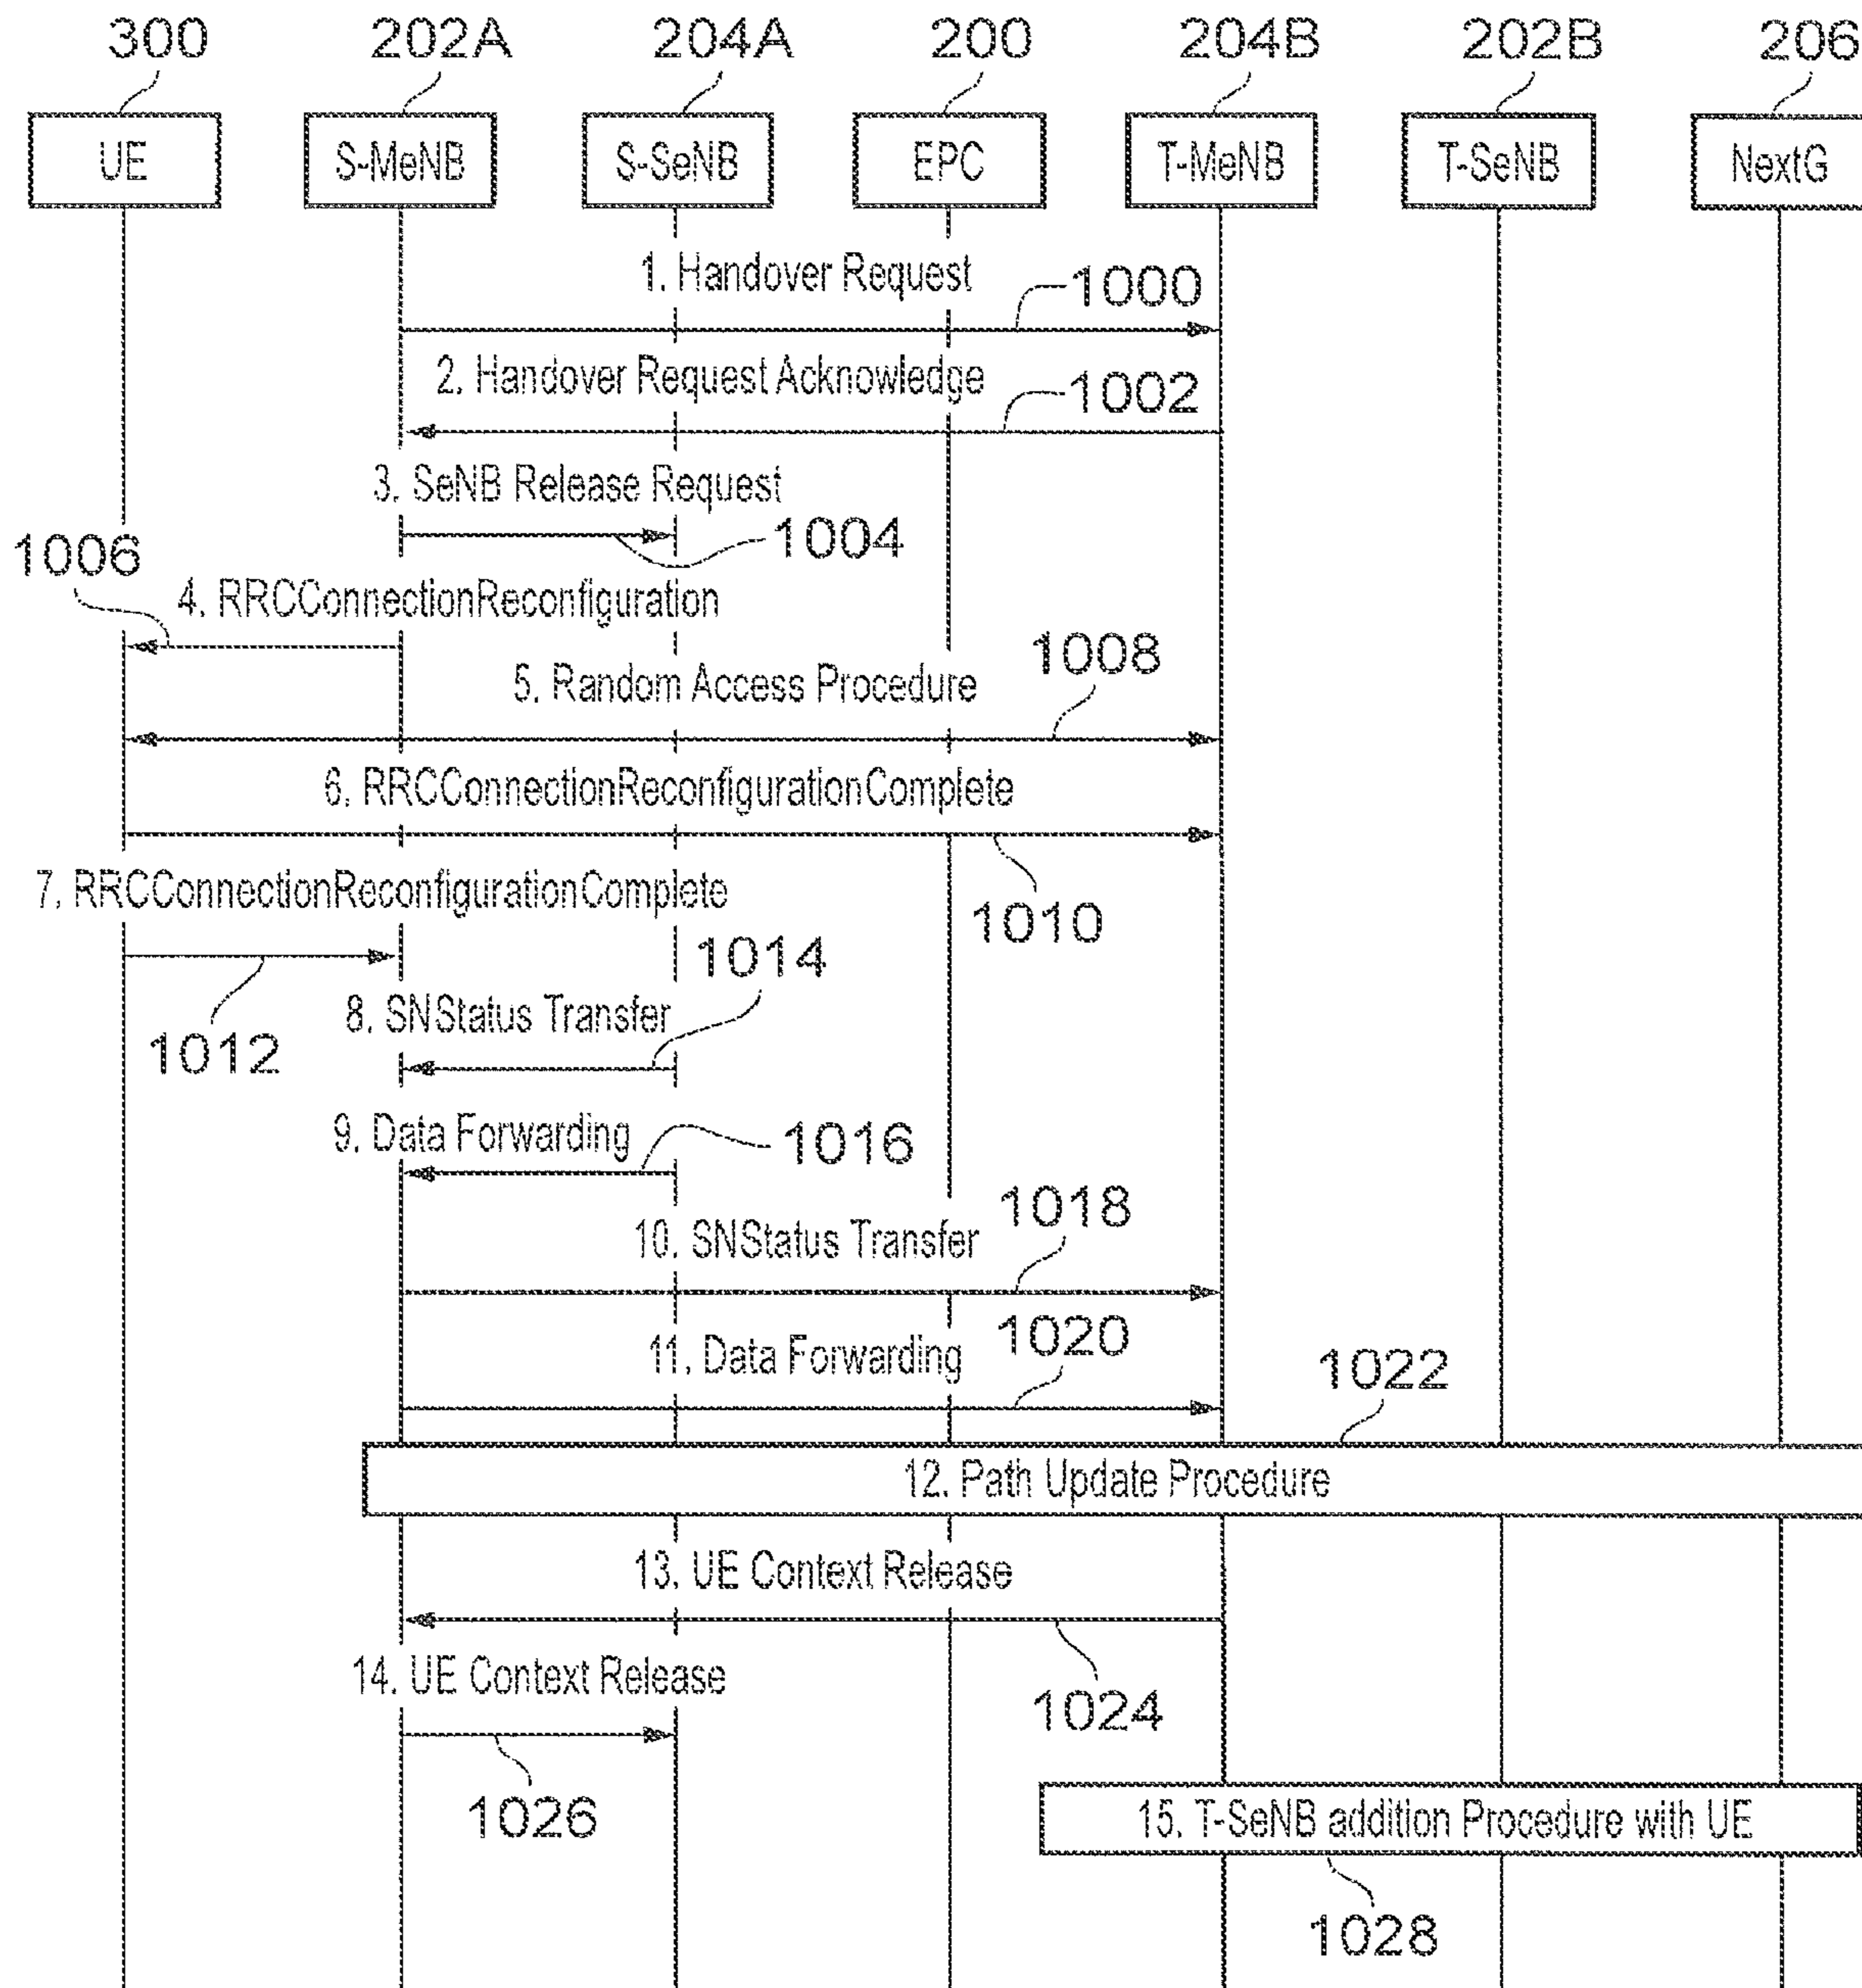 300 202A 204A 200 204B 202B 206
UE S-MeNB S-SeNB EPC T-MeNB T-SeNB NextG
1. Handover Request
1000
2. Handover Request Acknowledge
1002
3. SeNB Release Request
1004
1006
4. RRCConnectionReconfiguration
1008
5. Random Access Procedure
6. RRCConnectionReconfigurationComplete
7. RRCConnectionReconfigurationComplete
1010
1014
8. SNStatus Transfer
1012
9. Data Forwarding
1016
1018
10. SNStatus Transfer
1020
11. Data Forwarding
1022
12. Path Update Procedure
13. UE Context Release
14. UE Context Release
1024
1026
15. T-SeNB addition Procedure with UE
1028